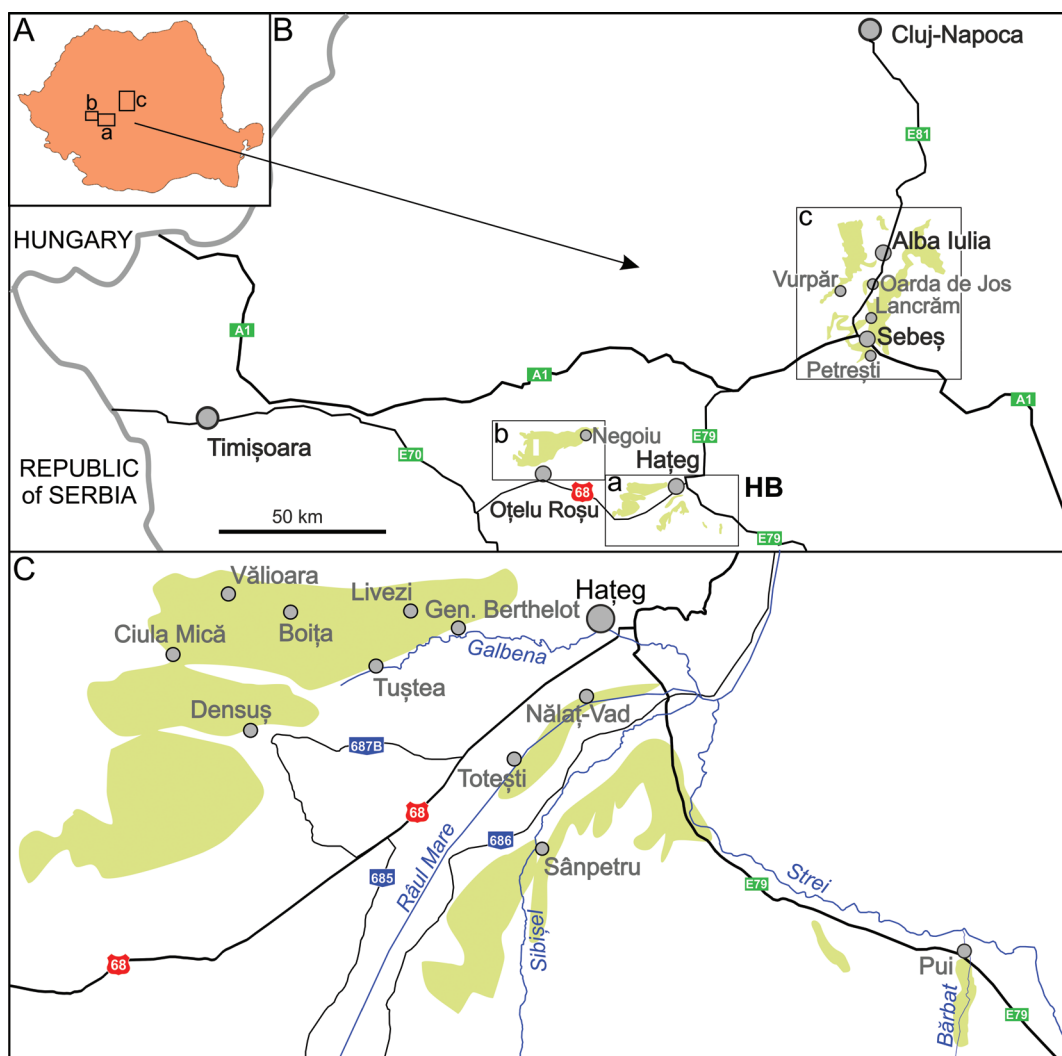 A
b
c
a
B
Cluj-Napoca
E81
HUNGARY
c
Alba Iulia
Vurpăr
Oarda de Jos
Lancrăm
A1
Sebeș
Petrești
A1
A1
b
Negoiu
Timișoara
E70
E79
Hațeg
REPUBLIC
of SERBIA
a
HB
68
Oțelu Roșu
50 km
E79
C
Vălioara
Livezi
Hațeg
Gen. Berthelot
Boița
Ciula Mică
Galbena
Tuștea
Densuș
Nălaț-Vad
687B
Totești
68
686
Râul Mare
Sânpetru
685
Strei
E79
Sibișel
68
Pui
Bărbat
E79